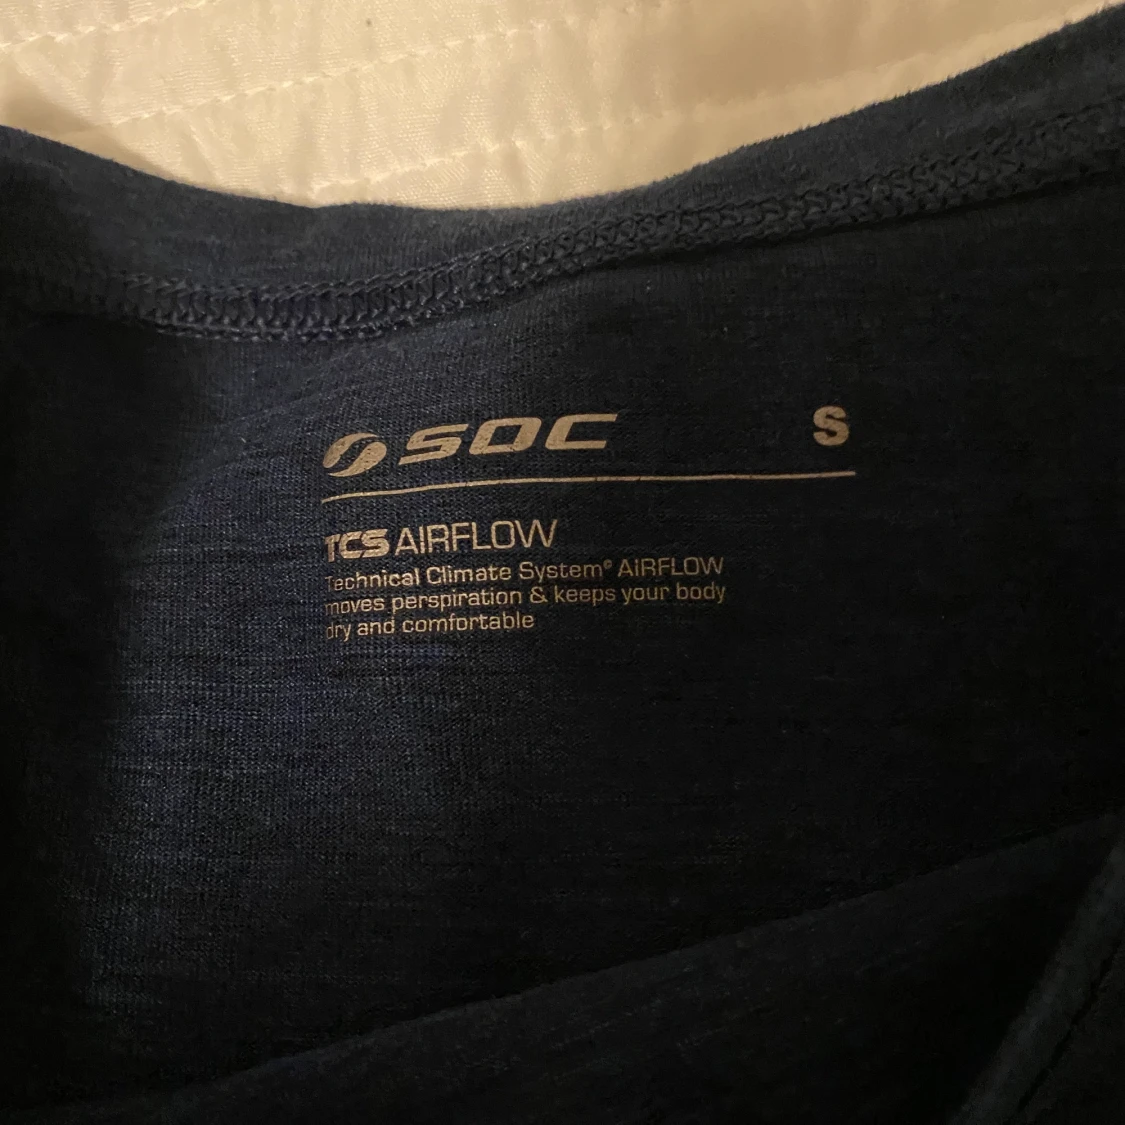 SOC S
TCS AIRFLOW
Technical Climate System® AIRFLOW
moves perspiration & keeps your body
dry and comfortable